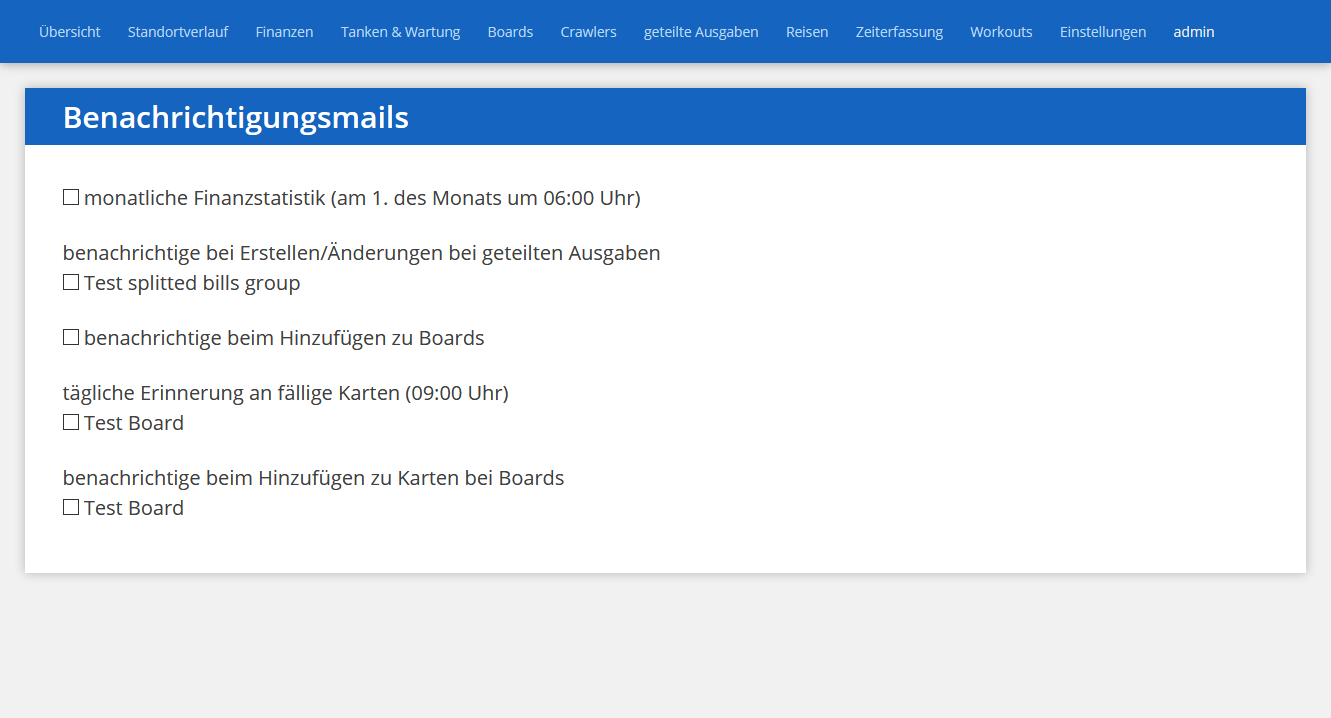 Übersicht Standortverlauf Finanzen Tanken & Wartung Boards Crawlers geteilte Ausgaben Reisen Zeiterfassung Workouts Einstellungen admin
Benachrichtigungsmails
monatliche Finanzstatistik (am 1. des Monats um 06:00 Uhr)
benachrichtige bei Erstellen/Änderungen bei geteilten Ausgaben
Test splitted bills group
benachrichtige beim Hinzufügen zu Boards
tägliche Erinnerung an fällige Karten (09:00 Uhr)
Test Board
benachrichtige beim Hinzufügen zu Karten bei Boards
Test Board